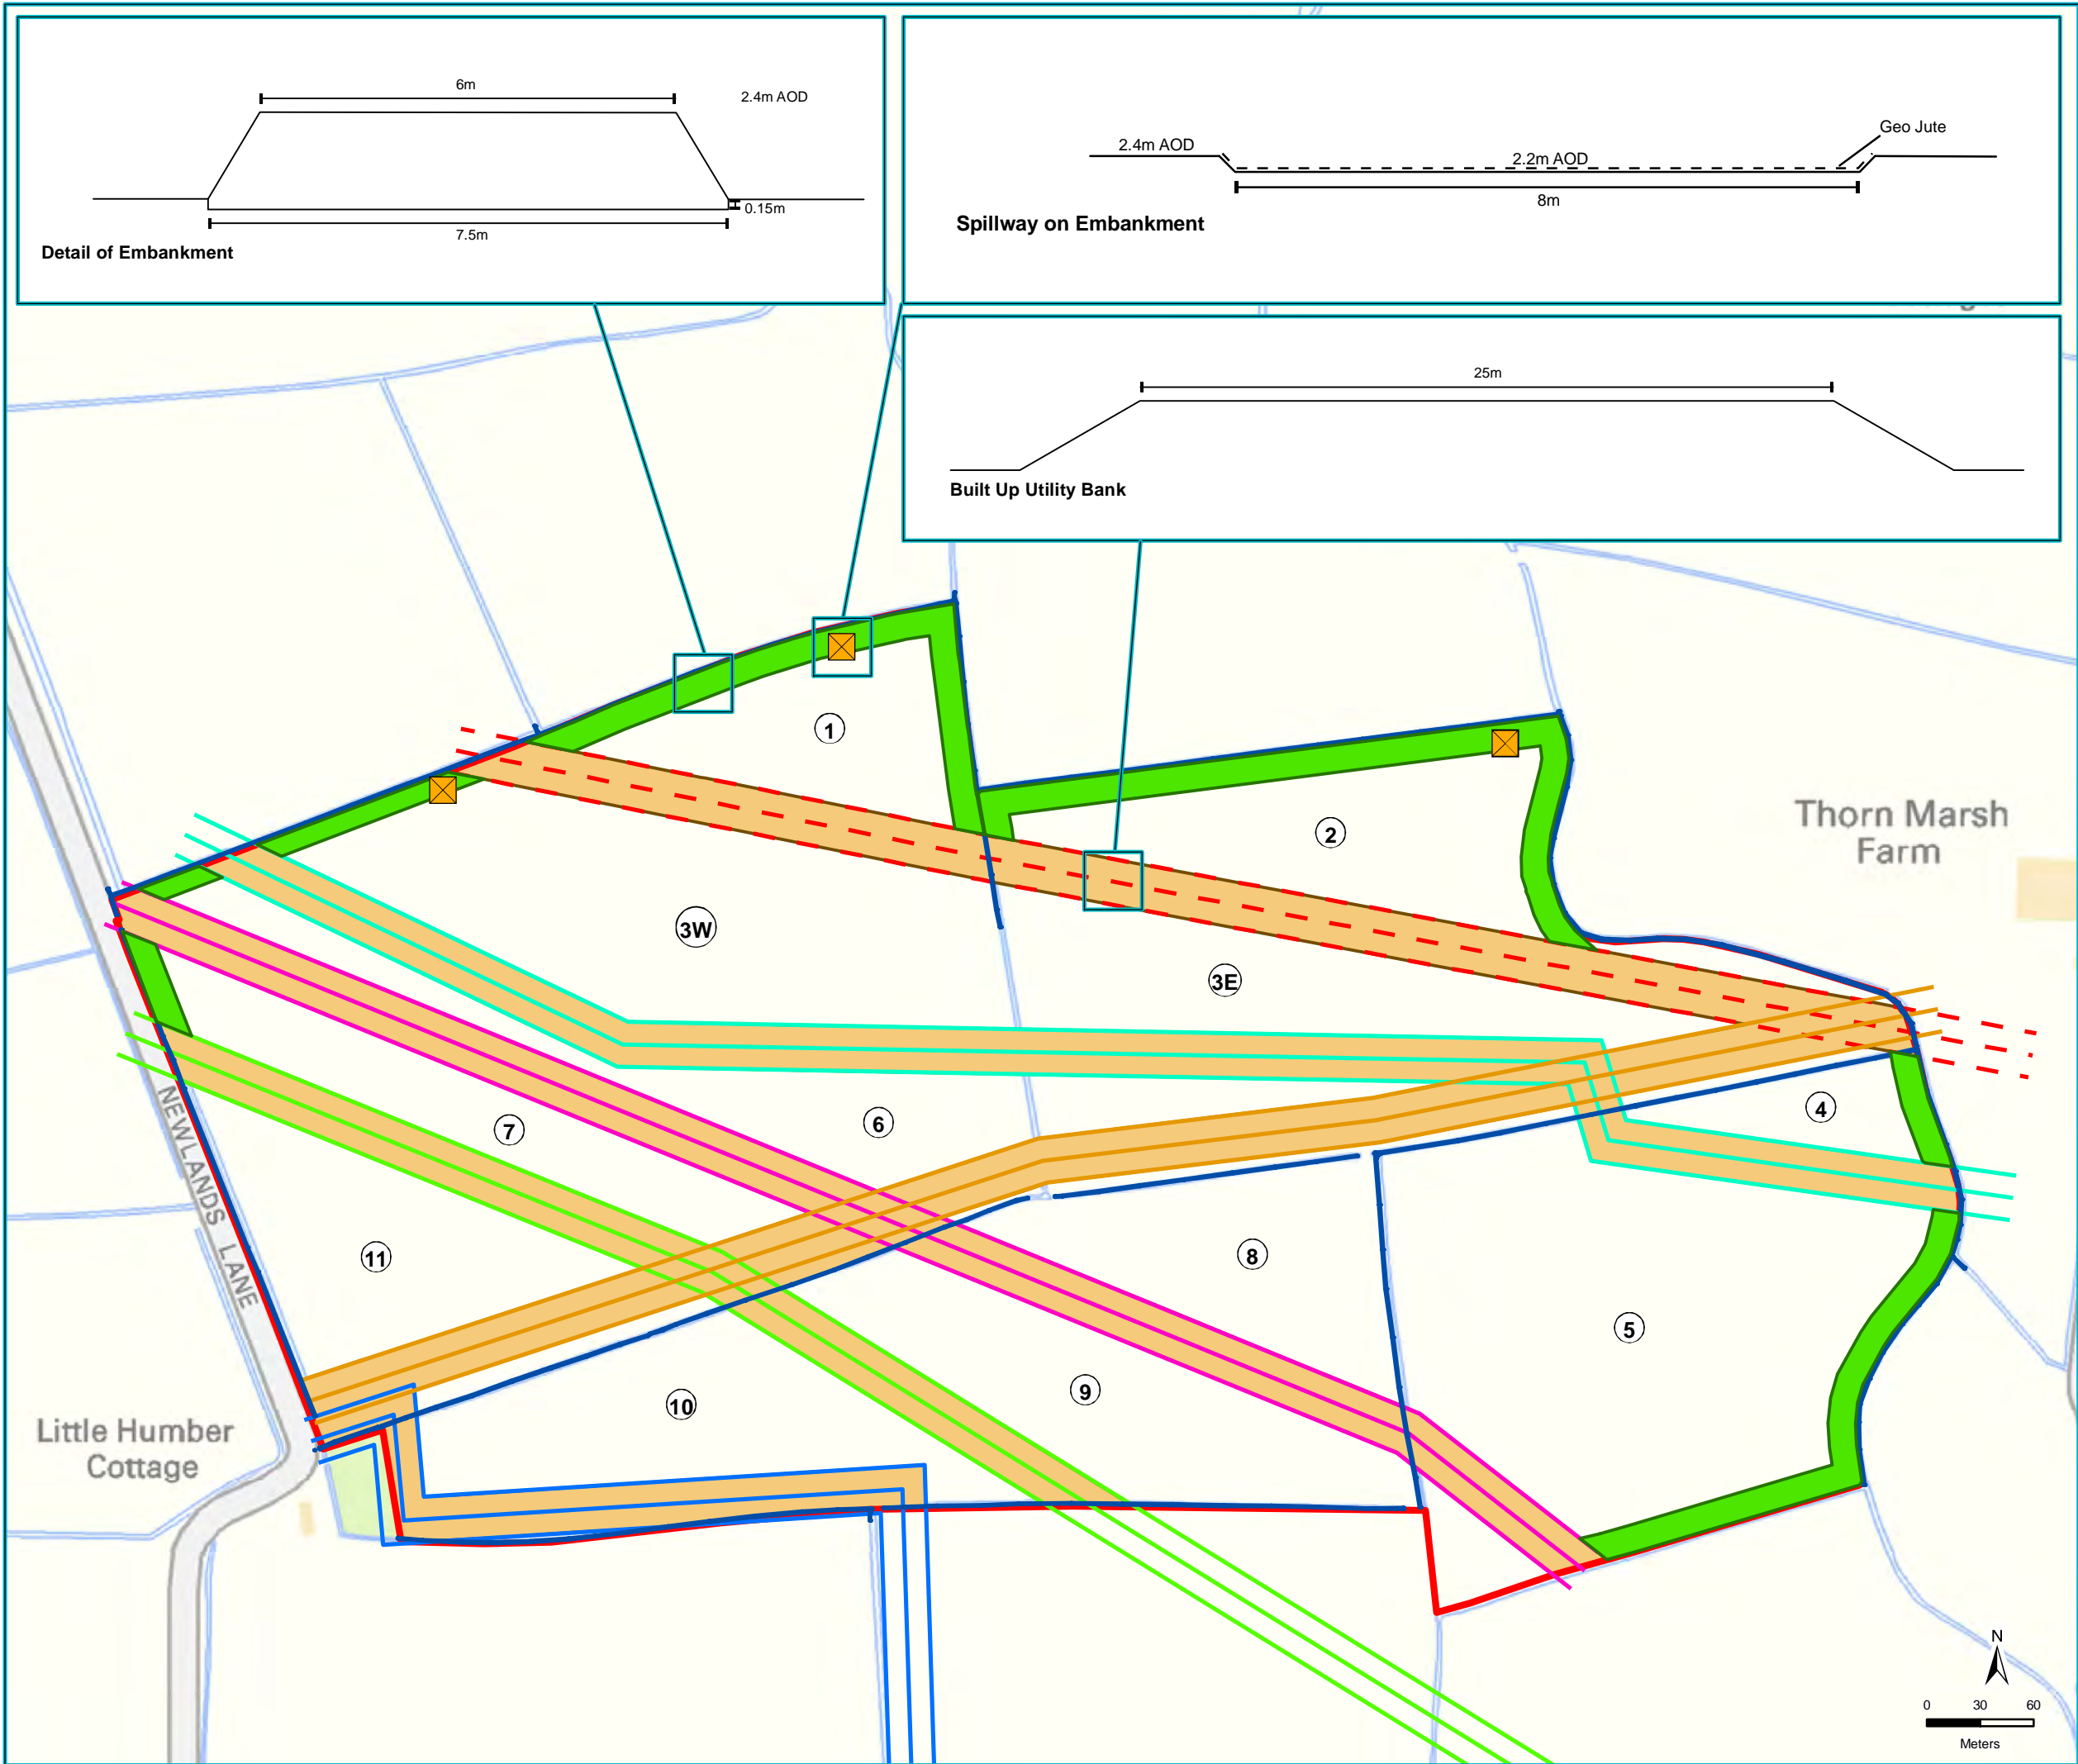 6m
2.4m AOD
0.15m
7.5m
Detail of Embankment
Geo Jute
2.4m AOD
2.2m AOD
8m
Spillway on Embankment
25m
Built Up Utility Bank
1
2
Thorn Marsh
Farm
3W
3E
4
6
7
NEWLANDS LANE
11
8
5
9
10
Little Humber
Cottage
N
0 30 60
Meters